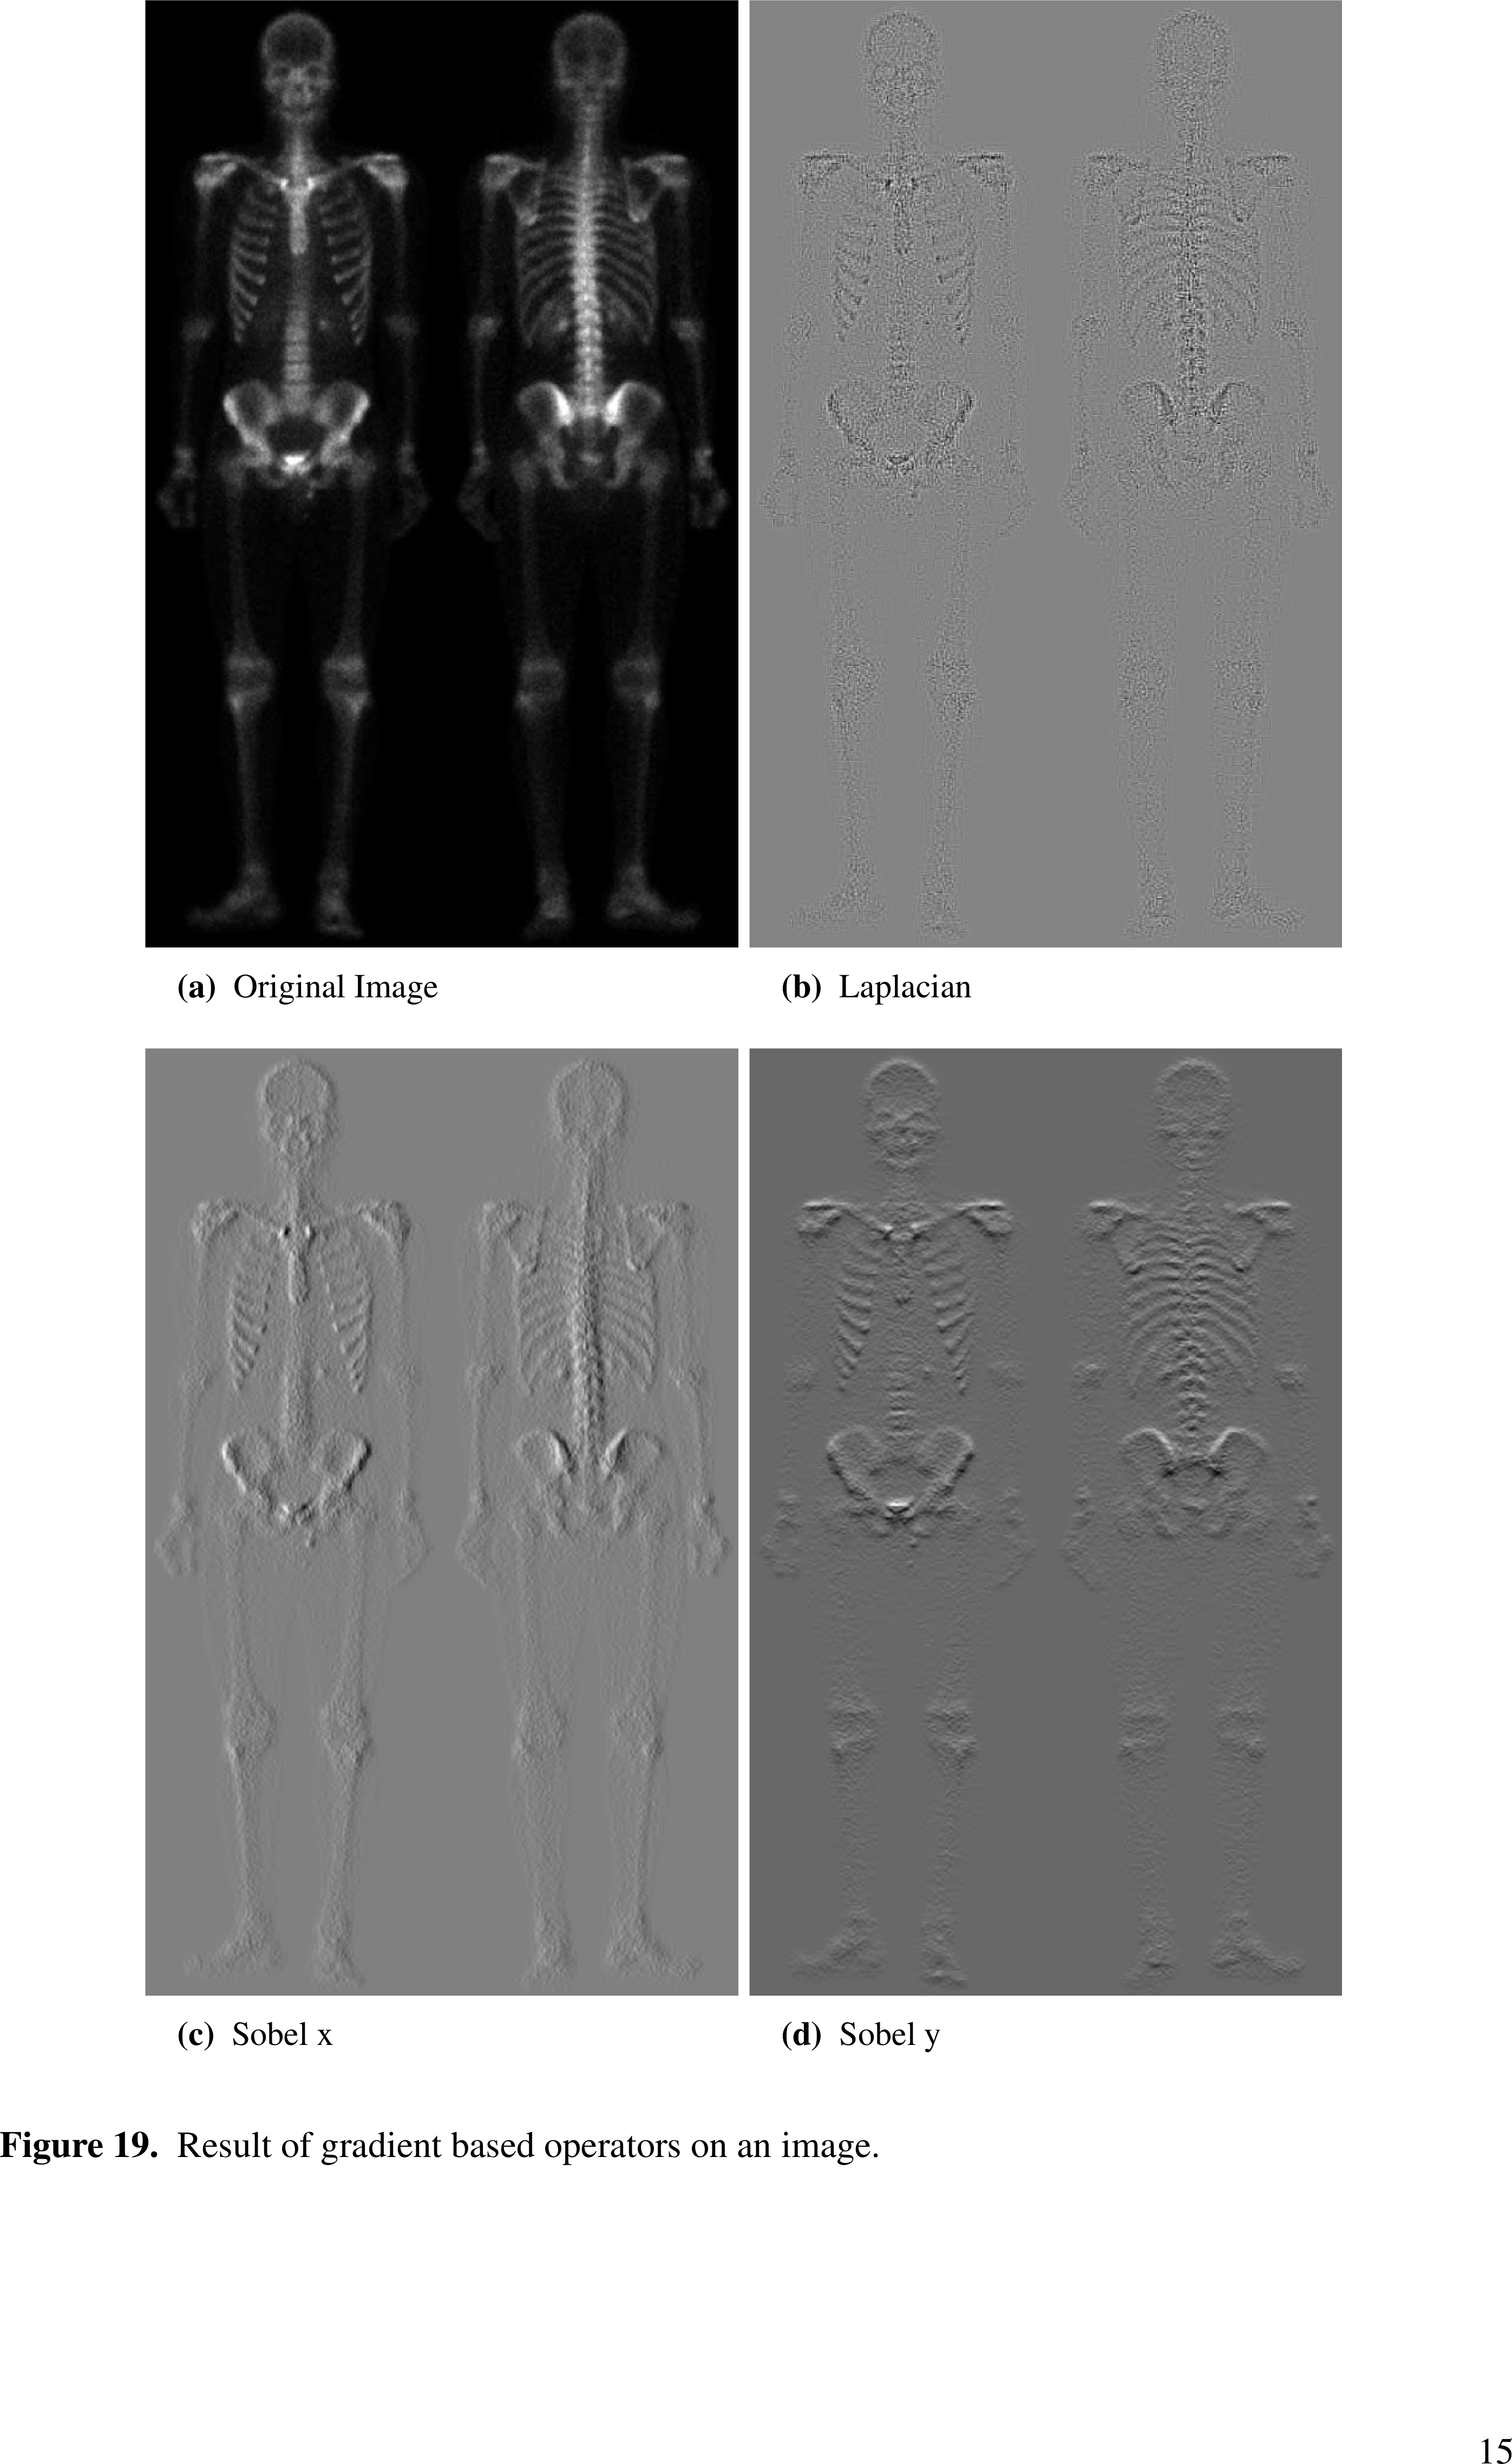 (a) Original Image
(b) Laplacian
(c) Sobel x
(d) Sobel y
Figure 19. Result of gradient based operators on an image.
15